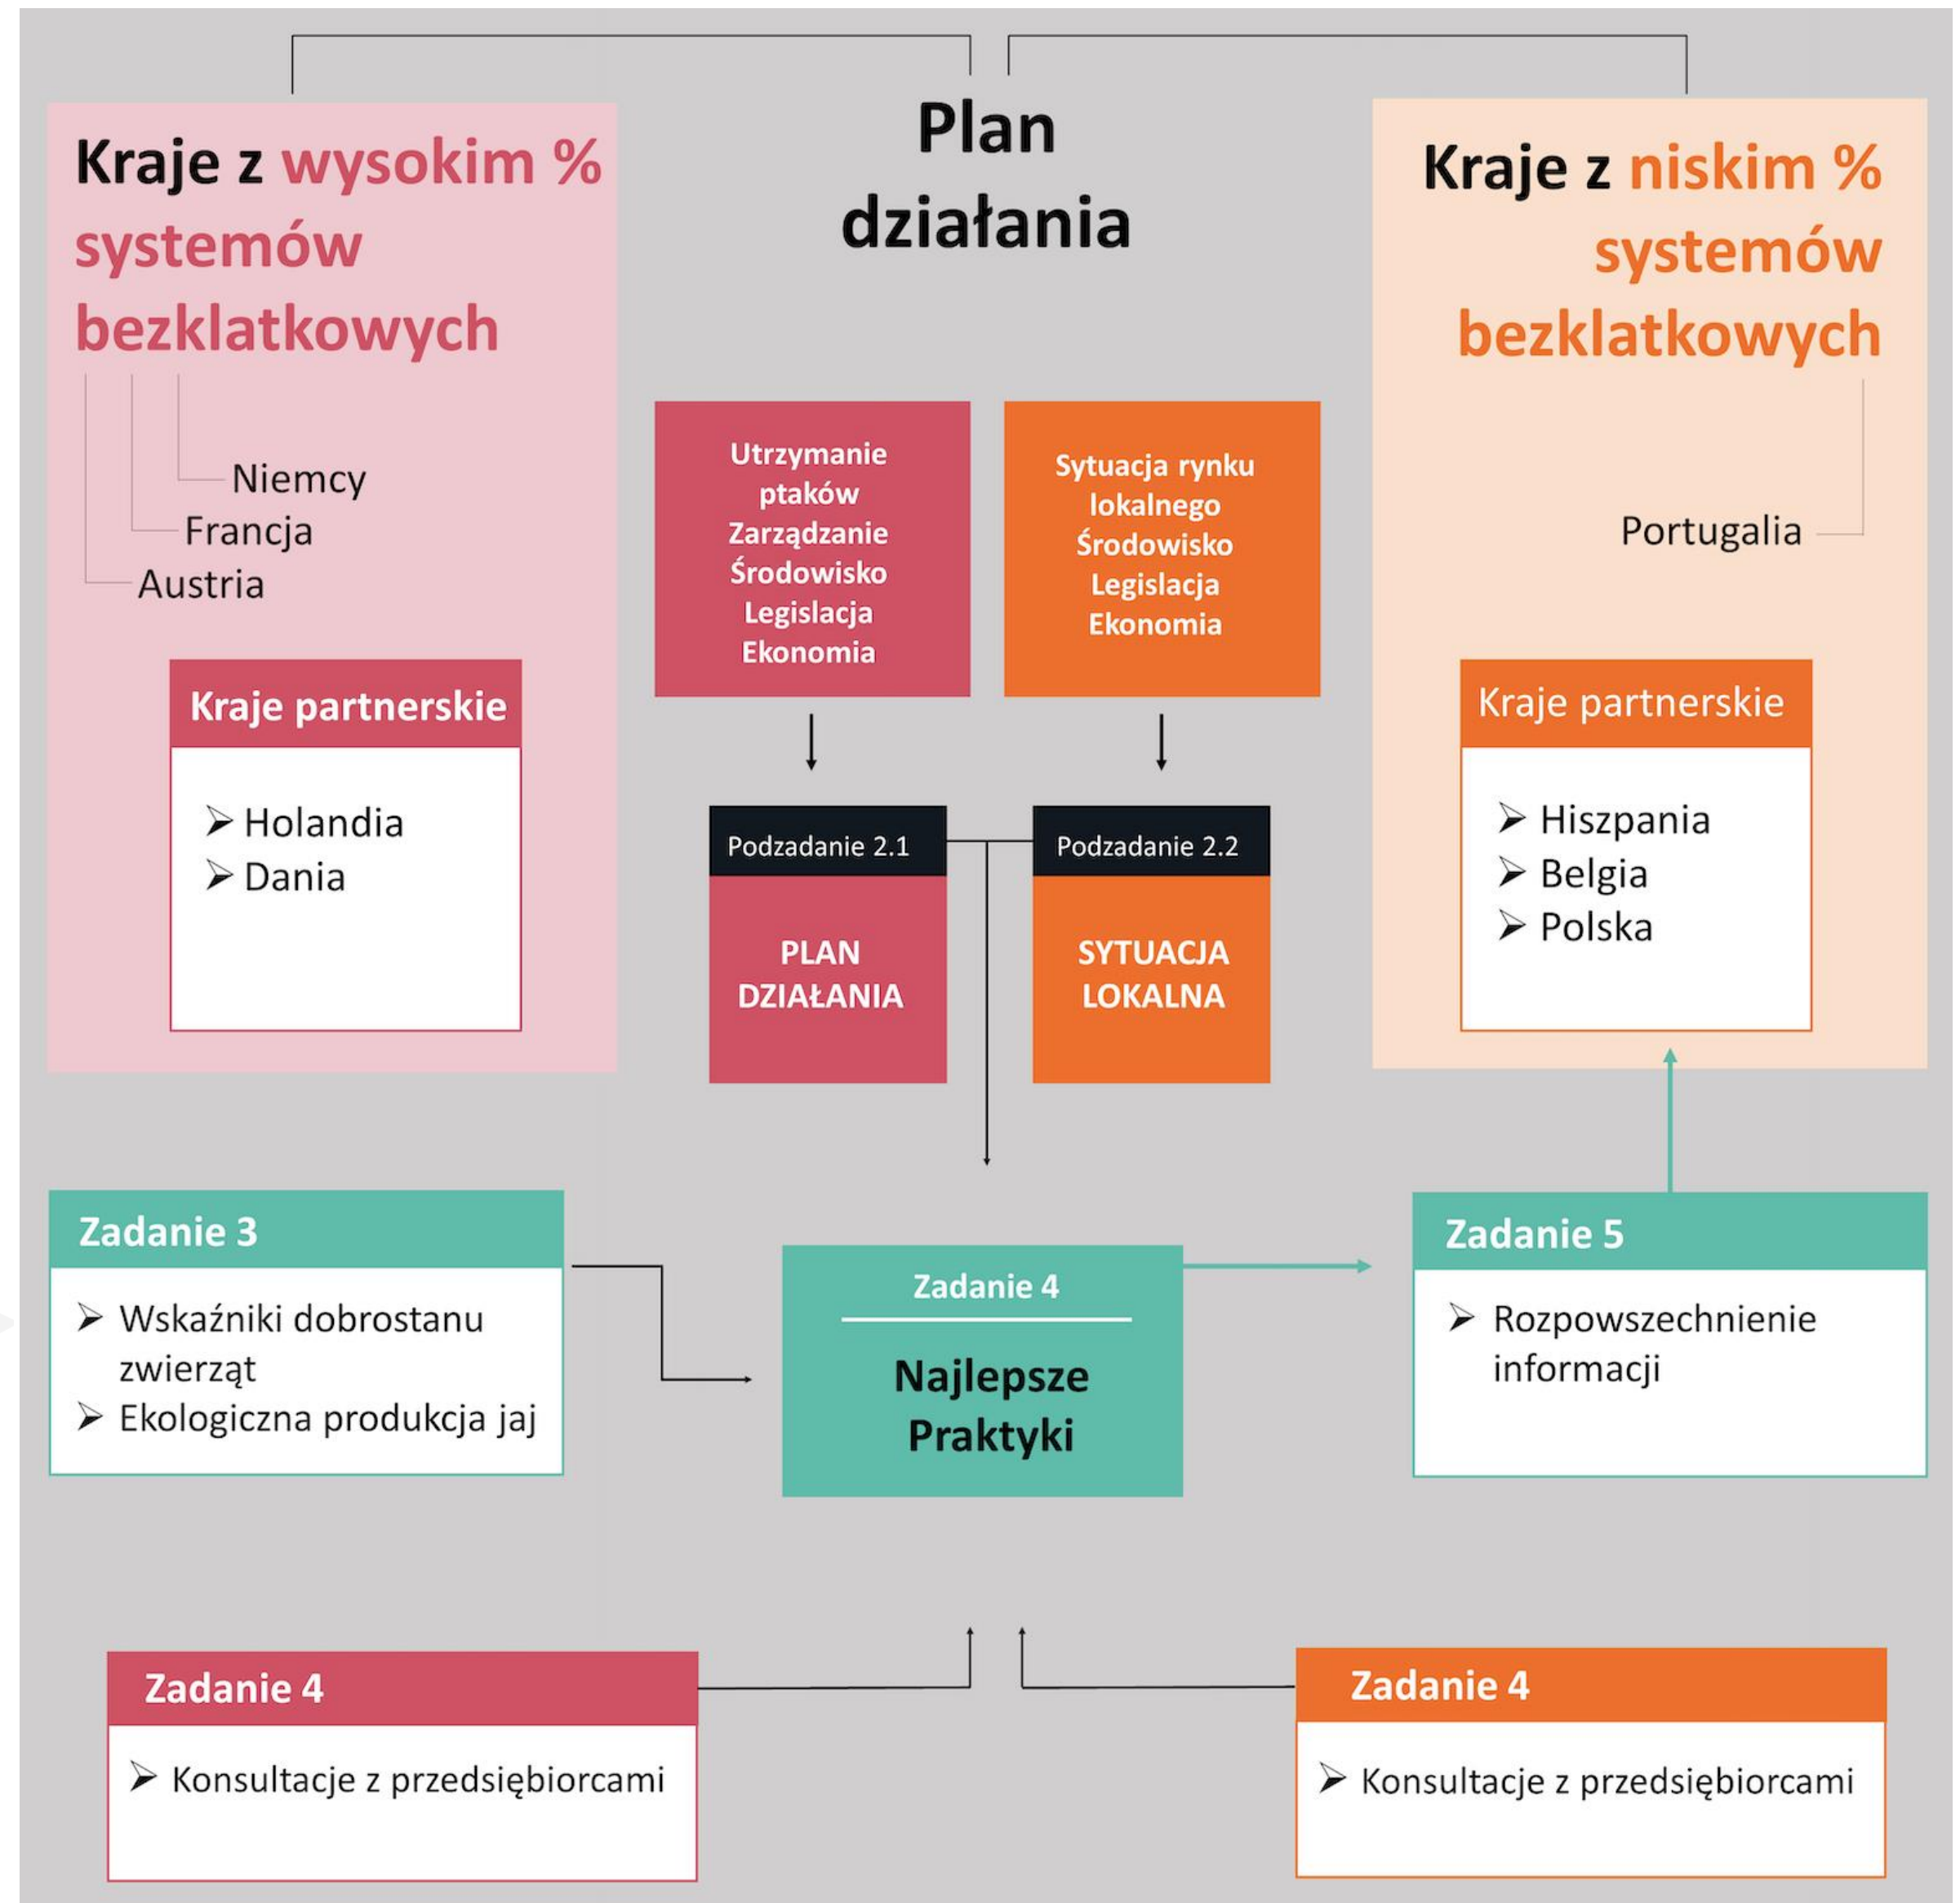 Plan
działania
Kraje z wysokim %
systemów
bezklatkowych
Niemcy
Francja
Austria
Kraje partnerskie
➢ Holandia
➢ Dania
Utrzymanie
ptaków
Zarządzanie
Środowisko
Legislacja
Ekonomia
Sytuacja rynku
lokalnego
Środowisko
Legislacja
Ekonomia
Podzadanie 2.1
PLAN
DZIAŁANIA
Podzadanie 2.2
SYTUACJA
LOKALNA
Kraje z niskim %
systemów
bezklatkowych
Portugalia
Kraje partnerskie
➢ Hiszpania
➢ Belgia
➢ Polska
Zadanie 3
➢ Wskaźniki dobrostanu
zwierząt
➢ Ekologiczna produkcja jaj
Zadanie 4
Najlepsze
Praktyki
Zadanie 5
➢ Rozpowszechnienie
informacji
Zadanie 4
➢ Konsultacje z przedsiębiorcami
Zadanie 4
➢ Konsultacje z przedsiębiorcami